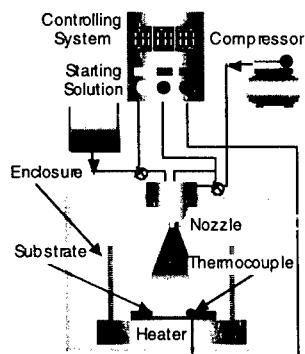 Controlling
System
Compressor
Starting
Solution
Enclosure
Nozzle
Substrate
Thermocouple
Heater